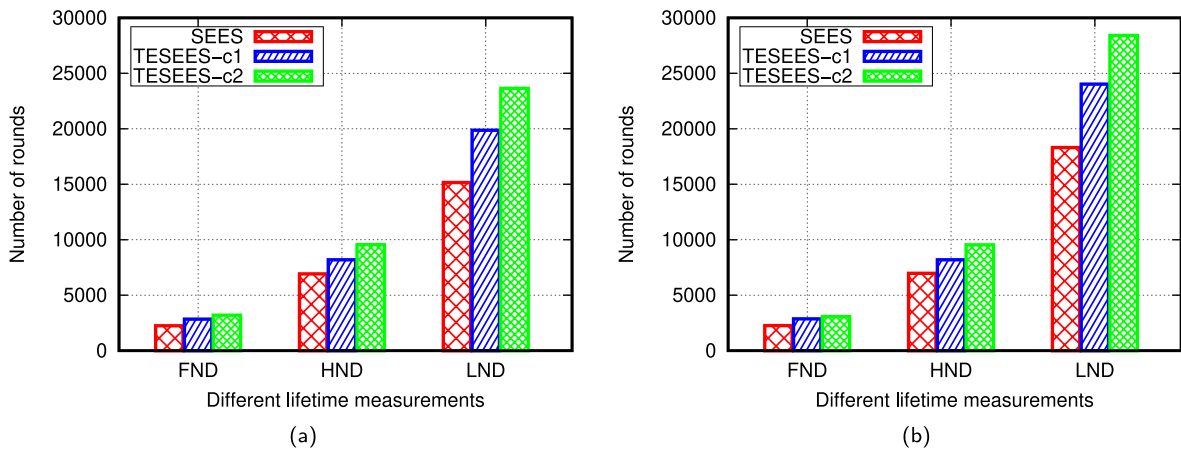 30000
25000
20000
15000
10000
5000
0
Number of rounds
SEES
TESEES-c1
TESEES-c2
FND HND LND
Different lifetime measurements
(a)
30000
25000
20000
15000
10000
5000
0
Number of rounds
SEES
TESEES-c1
TESEES-c2
FND HND LND
Different lifetime measurements
(b)